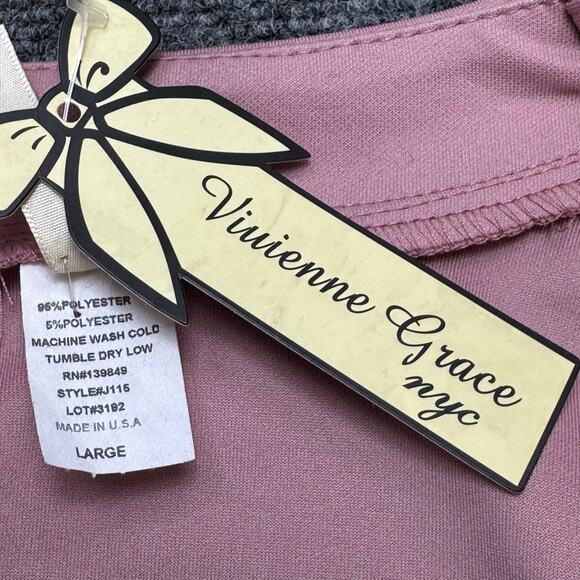 Vivienne Grace
nyc
95%POLYESTER
5%POLYESTER
MACHINE WASH COLD
TUMBLE DRY LOW
RN#139849
STYLE#J115
LOT#3192
MADE IN U.S.A
LARGE